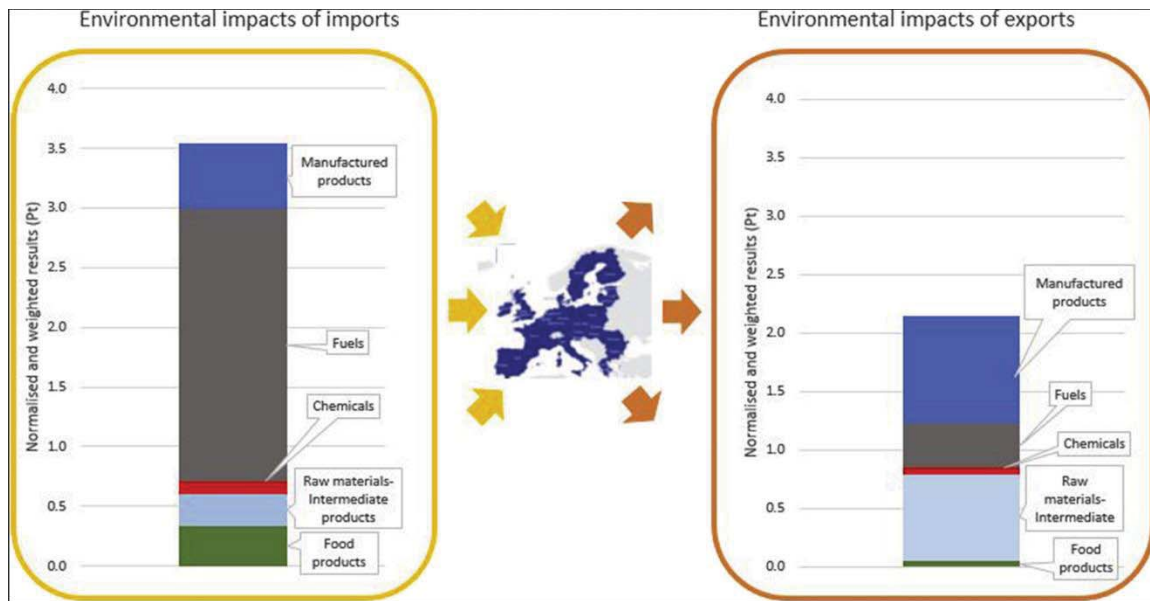 Environmental impacts of imports
Normalised and weighted results (Pt)
4.0
3.5
3.0
2.5
2.0
1.5
1.0
0.5
0.0
Manufactured
products
Fuels
Chemicals
Raw materials-
Intermediate
products
Food
products
Environmental impacts of exports
Normalised and weighted results (Pt)
4.0
3.5
3.0
2.5
2.0
1.5
1.0
0.5
0.0
Manufactured
products
Fuels
Chemicals
Raw
materials-
Intermediate
Food
products